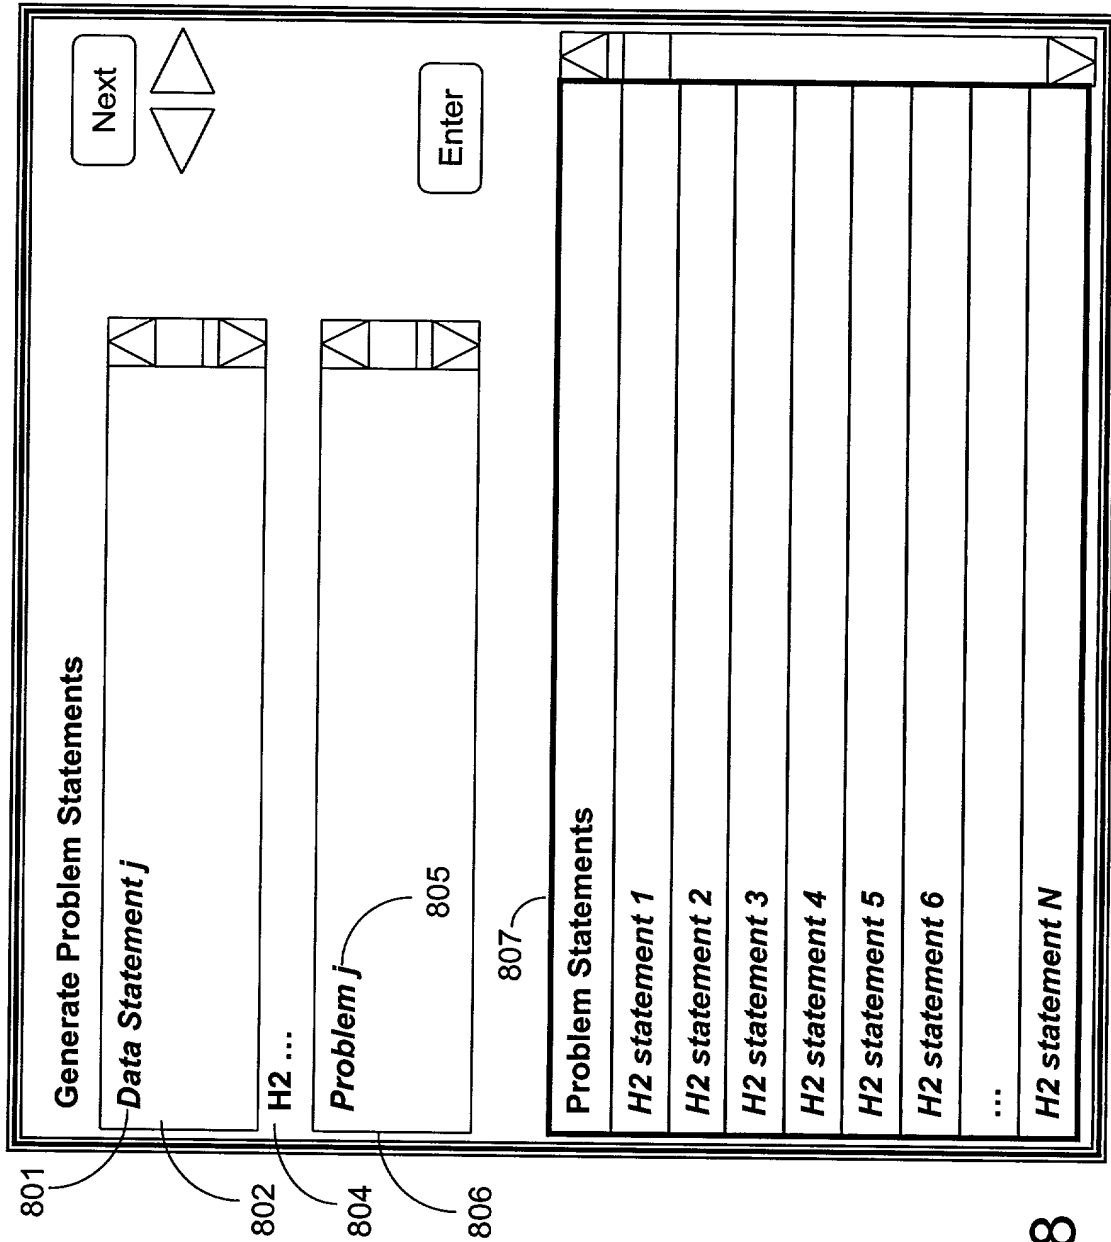 Generate Problem Statements
Next
801
Data Statement j
802
804
H2 ...
Enter
806
Problem j
805
807
Problem Statements
H2 statement 1
H2 statement 2
H2 statement 3
H2 statement 4
H2 statement 5
H2 statement 6
...
H2 statement N
8